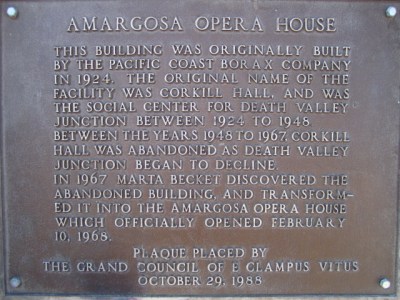 AMARGOSA OPERA HOUSE
THIS BUILDING WAS ORIGINALLY BUILT
BY THE PACIFIC COAST BORAX COMPANY
IN 1924. THE ORIGINAL NAME OF THE
FACILITY WAS CORKILL HALL, AND WAS
THE SOCIAL CENTER FOR DEATH VALLEY
JUNCTION BETWEEN 1924 TO 1948
BETWEEN THE YEARS 1948 TO 1967, CORKILL
HALL WAS ABANDONED AS DEATH VALLEY
JUNCTION BEGAN TO DECLINE.
IN 1967 MARTA BECKET DISCOVERED THE
ABANDONED BUILDING, AND TRANSFORM-
ED IT INTO THE AMARGOSA OPERA HOUSE
WHICH OFFICIALLY OPENED FEBRUARY
10, 1968.
PLAQUE PLACED BY
THE GRAND COUNCIL OF E CLAMPUS VITUS
OCTOBER 29, 1988